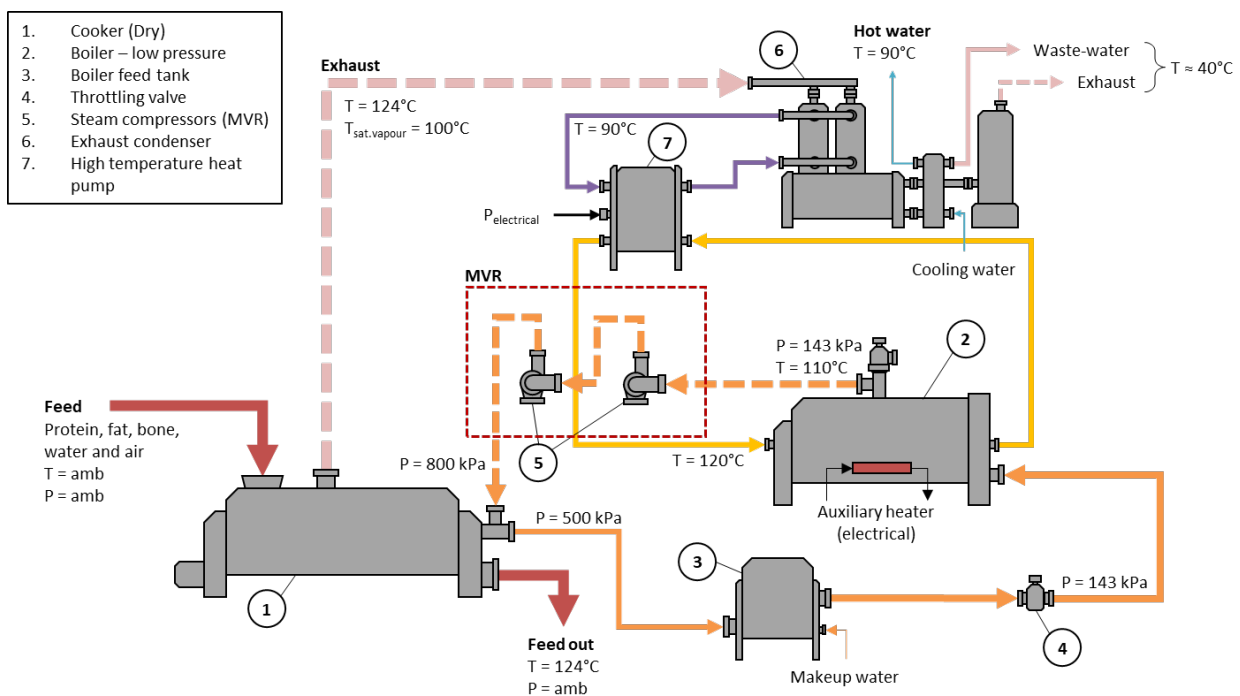 1. Cooker (Dry)
2. Boiler – low pressure
3. Boiler feed tank
4. Throttling valve
5. Steam compressors (MVR)
6. Exhaust condenser
7. High temperature heat
pump
Exhaust
T = 124°C
T sat.vapour = 100°C
6
Hot water
T = 90°C
Waste-water
Exhaust
T ≈ 40°C
T = 90°C
7
P electrical
Cooling water
MVR
P = 143 kPa
T = 110°C
2
Feed
Protein, fat, bone,
water and air
T = amb
P = amb
5
P = 800 kPa
T = 120°C
Auxiliary heater
(electrical)
P = 500 kPa
1
3
P = 143 kPa
4
Feed out
T = 124°C
P = amb
Makeup water